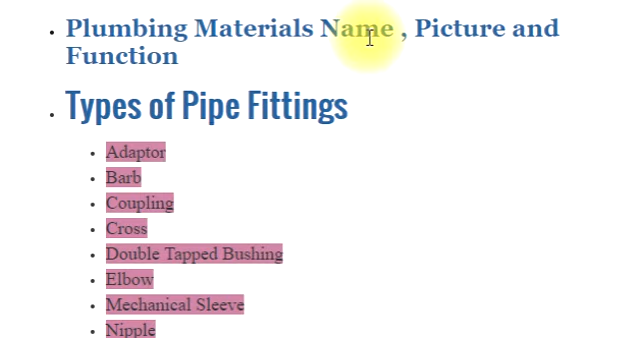 Plumbing Materials Name , Picture and
Function
Types of Pipe Fittings
Adaptor
Barb
Coupling
Cross
Double Tapped Bushing
Elbow
Mechanical Sleeve
Nipple